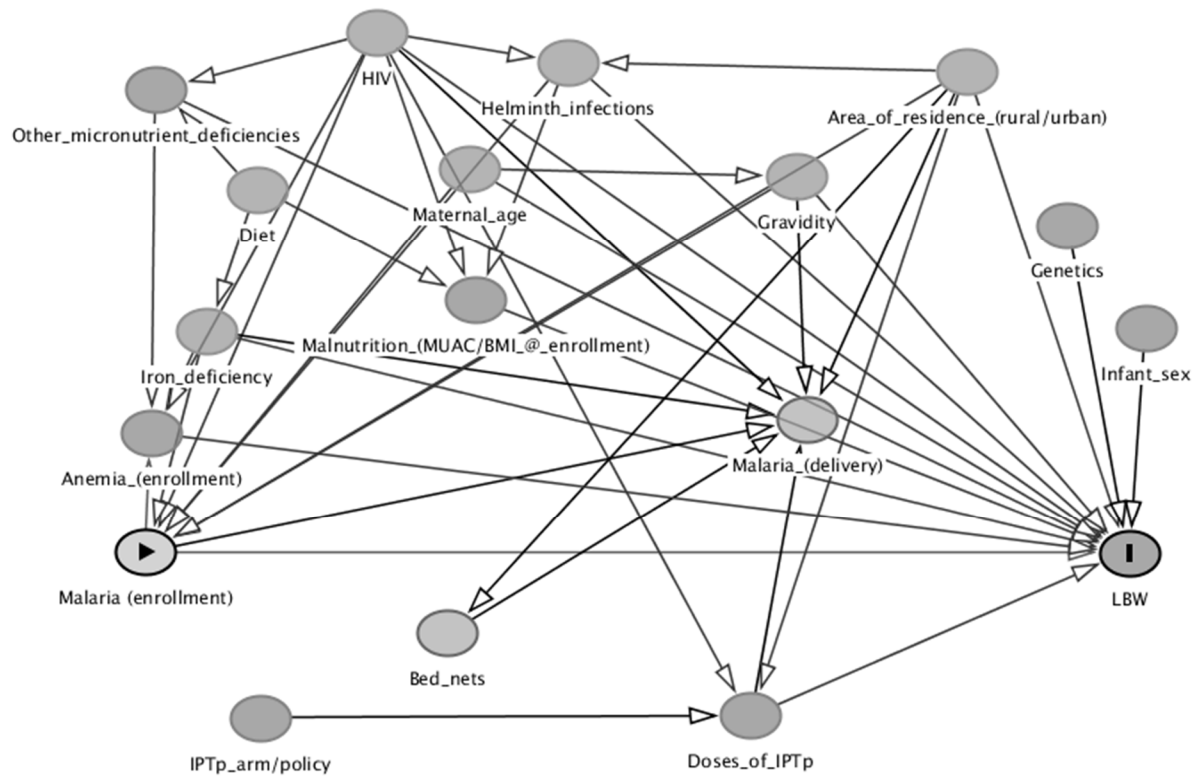 HIV
Helminth_infections
Area_of_residence_(rural/urban)
Other_micronutrient_deficiencies
Maternal_age
Gravidity
Diet
Genetics
Malnutrition_(MUAC/BMI_@_enrollment)
Iron_deficiency
Infant_sex
Malaria_(delivery)
Anemia_(enrollment)
Malaria (enrollment)
LBW
Bed_nets
IPTp_arm/policy
Doses_of_IPTp